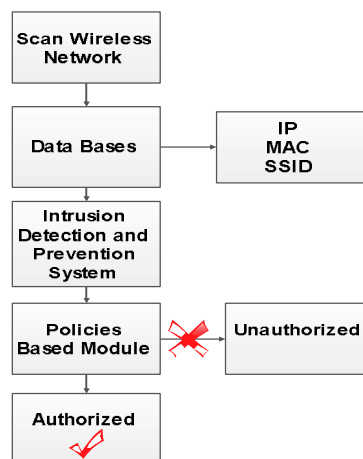 Scan Wireless
Network
Data Bases
IP
MAC
SSID
Intrusion
Detection and
Prevention
System
Policies
Based Module
Unauthorized
Authorized